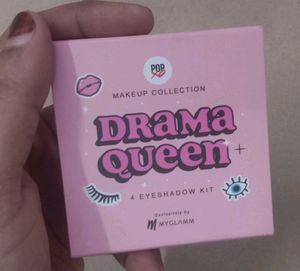 POP
MAKEUP COLLECTION
DRAMA
QUEEN
4 EYESHADOW KIT
Exclusively By
MYGLAMM